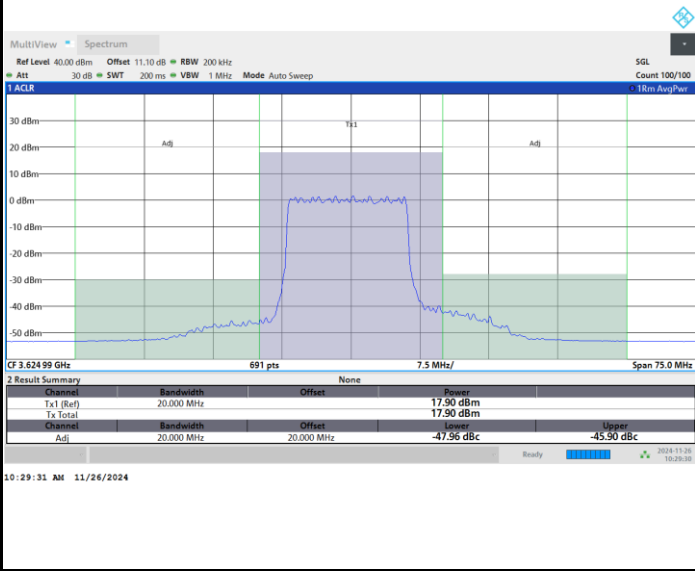 MultiView Spectrum
Ref Level 40.00 dBm Offset 11.10 dB RBW 200 kHz SGL
Att 30 dB SWT 200 ms VBW 1 MHz Mode Auto Sweep Count 100/100
1 ACLR 1Rm AvgPwr
Tx1
Adj Adj
30 dBm
20 dBm
10 dBm
0 dBm
-10 dBm
-20 dBm
-30 dBm
-40 dBm
-50 dBm
CF 3.624 99 GHz 691 pts 7.5 MHz/ Span 75.0 MHz
2 Result Summary None
Channel Bandwidth Offset Power
Tx1 (Ref) 20.000 MHz 17.90 dBm
Tx Total 17.90 dBm
Channel Bandwidth Offset Lower Upper
Adj 20.000 MHz 20.000 MHz -47.96 dBc -45.90 dBc
Ready 2024-11-26
10:29:30
10:29:31 AM 11/26/2024